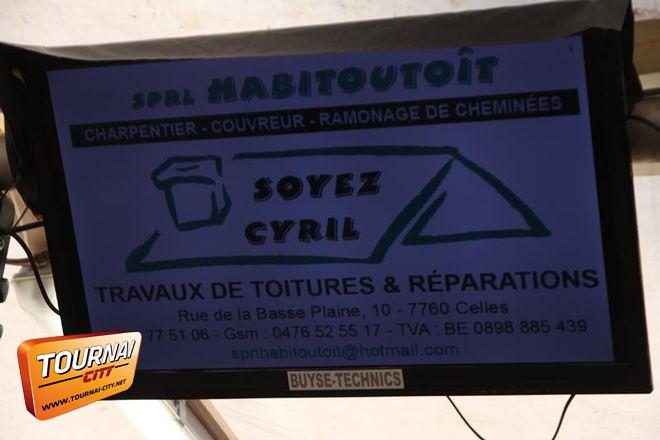 SPRL HABITOUTOÎT
CHARPENTIER - COUVREUR - RAMONAGE DE CHEMINÉES
SOYEZ
CYRIL
TRAVAUX DE TOITURES & RÉPARATIONS
Rue de la Basse Plaine, 10 - 7760 Celles
77 51 06 - Gsm : 0476 52 55 17 - TVA : BE 0898 885 439
sprlhabitoutoit@hotmail.com
BUYSE-TECHNICS
TOURNAI
CITY
WWW.TOURNAI-CITY.NET